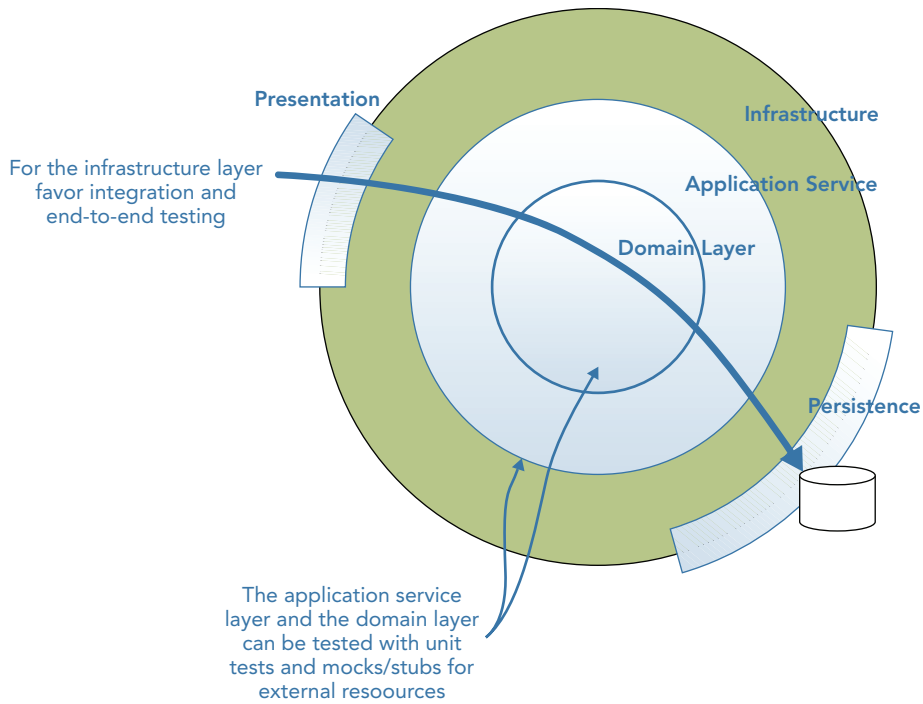 Presentation
Infrastructure
For the infrastructure layer
favor integration and
end-to-end testing
Application Service
Domain Layer
Persistence
The application service
layer and the domain layer
can be tested with unit
tests and mocks/stubs for
external resoources